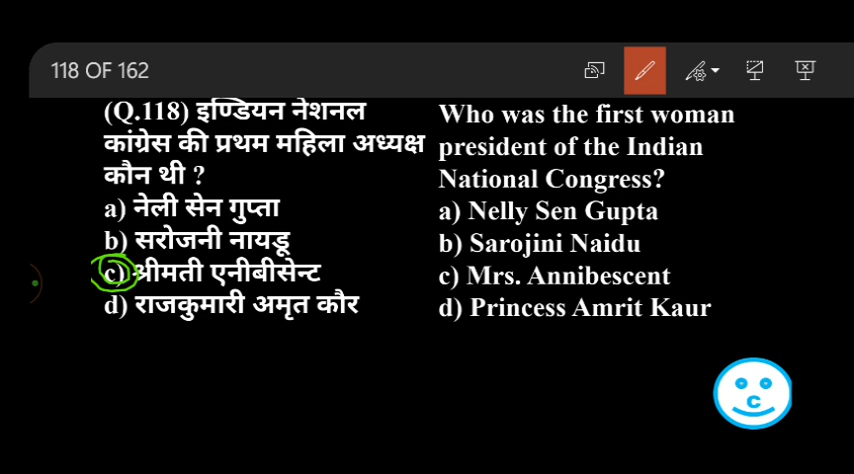 118 OF 162
(Q.118) इण्डियन नेशनल
कांग्रेस की प्रथम महिला अध्यक्ष
कौन थी ?
a) नेली सेन गुप्ता
b) सरोजनी नायडू
c) श्रीमती एनीबीसेन्ट
d) राजकुमारी अमृत कौर
Who was the first woman
president of the Indian
National Congress?
a) Nelly Sen Gupta
b) Sarojini Naidu
c) Mrs. Annibescent
d) Princess Amrit Kaur
c